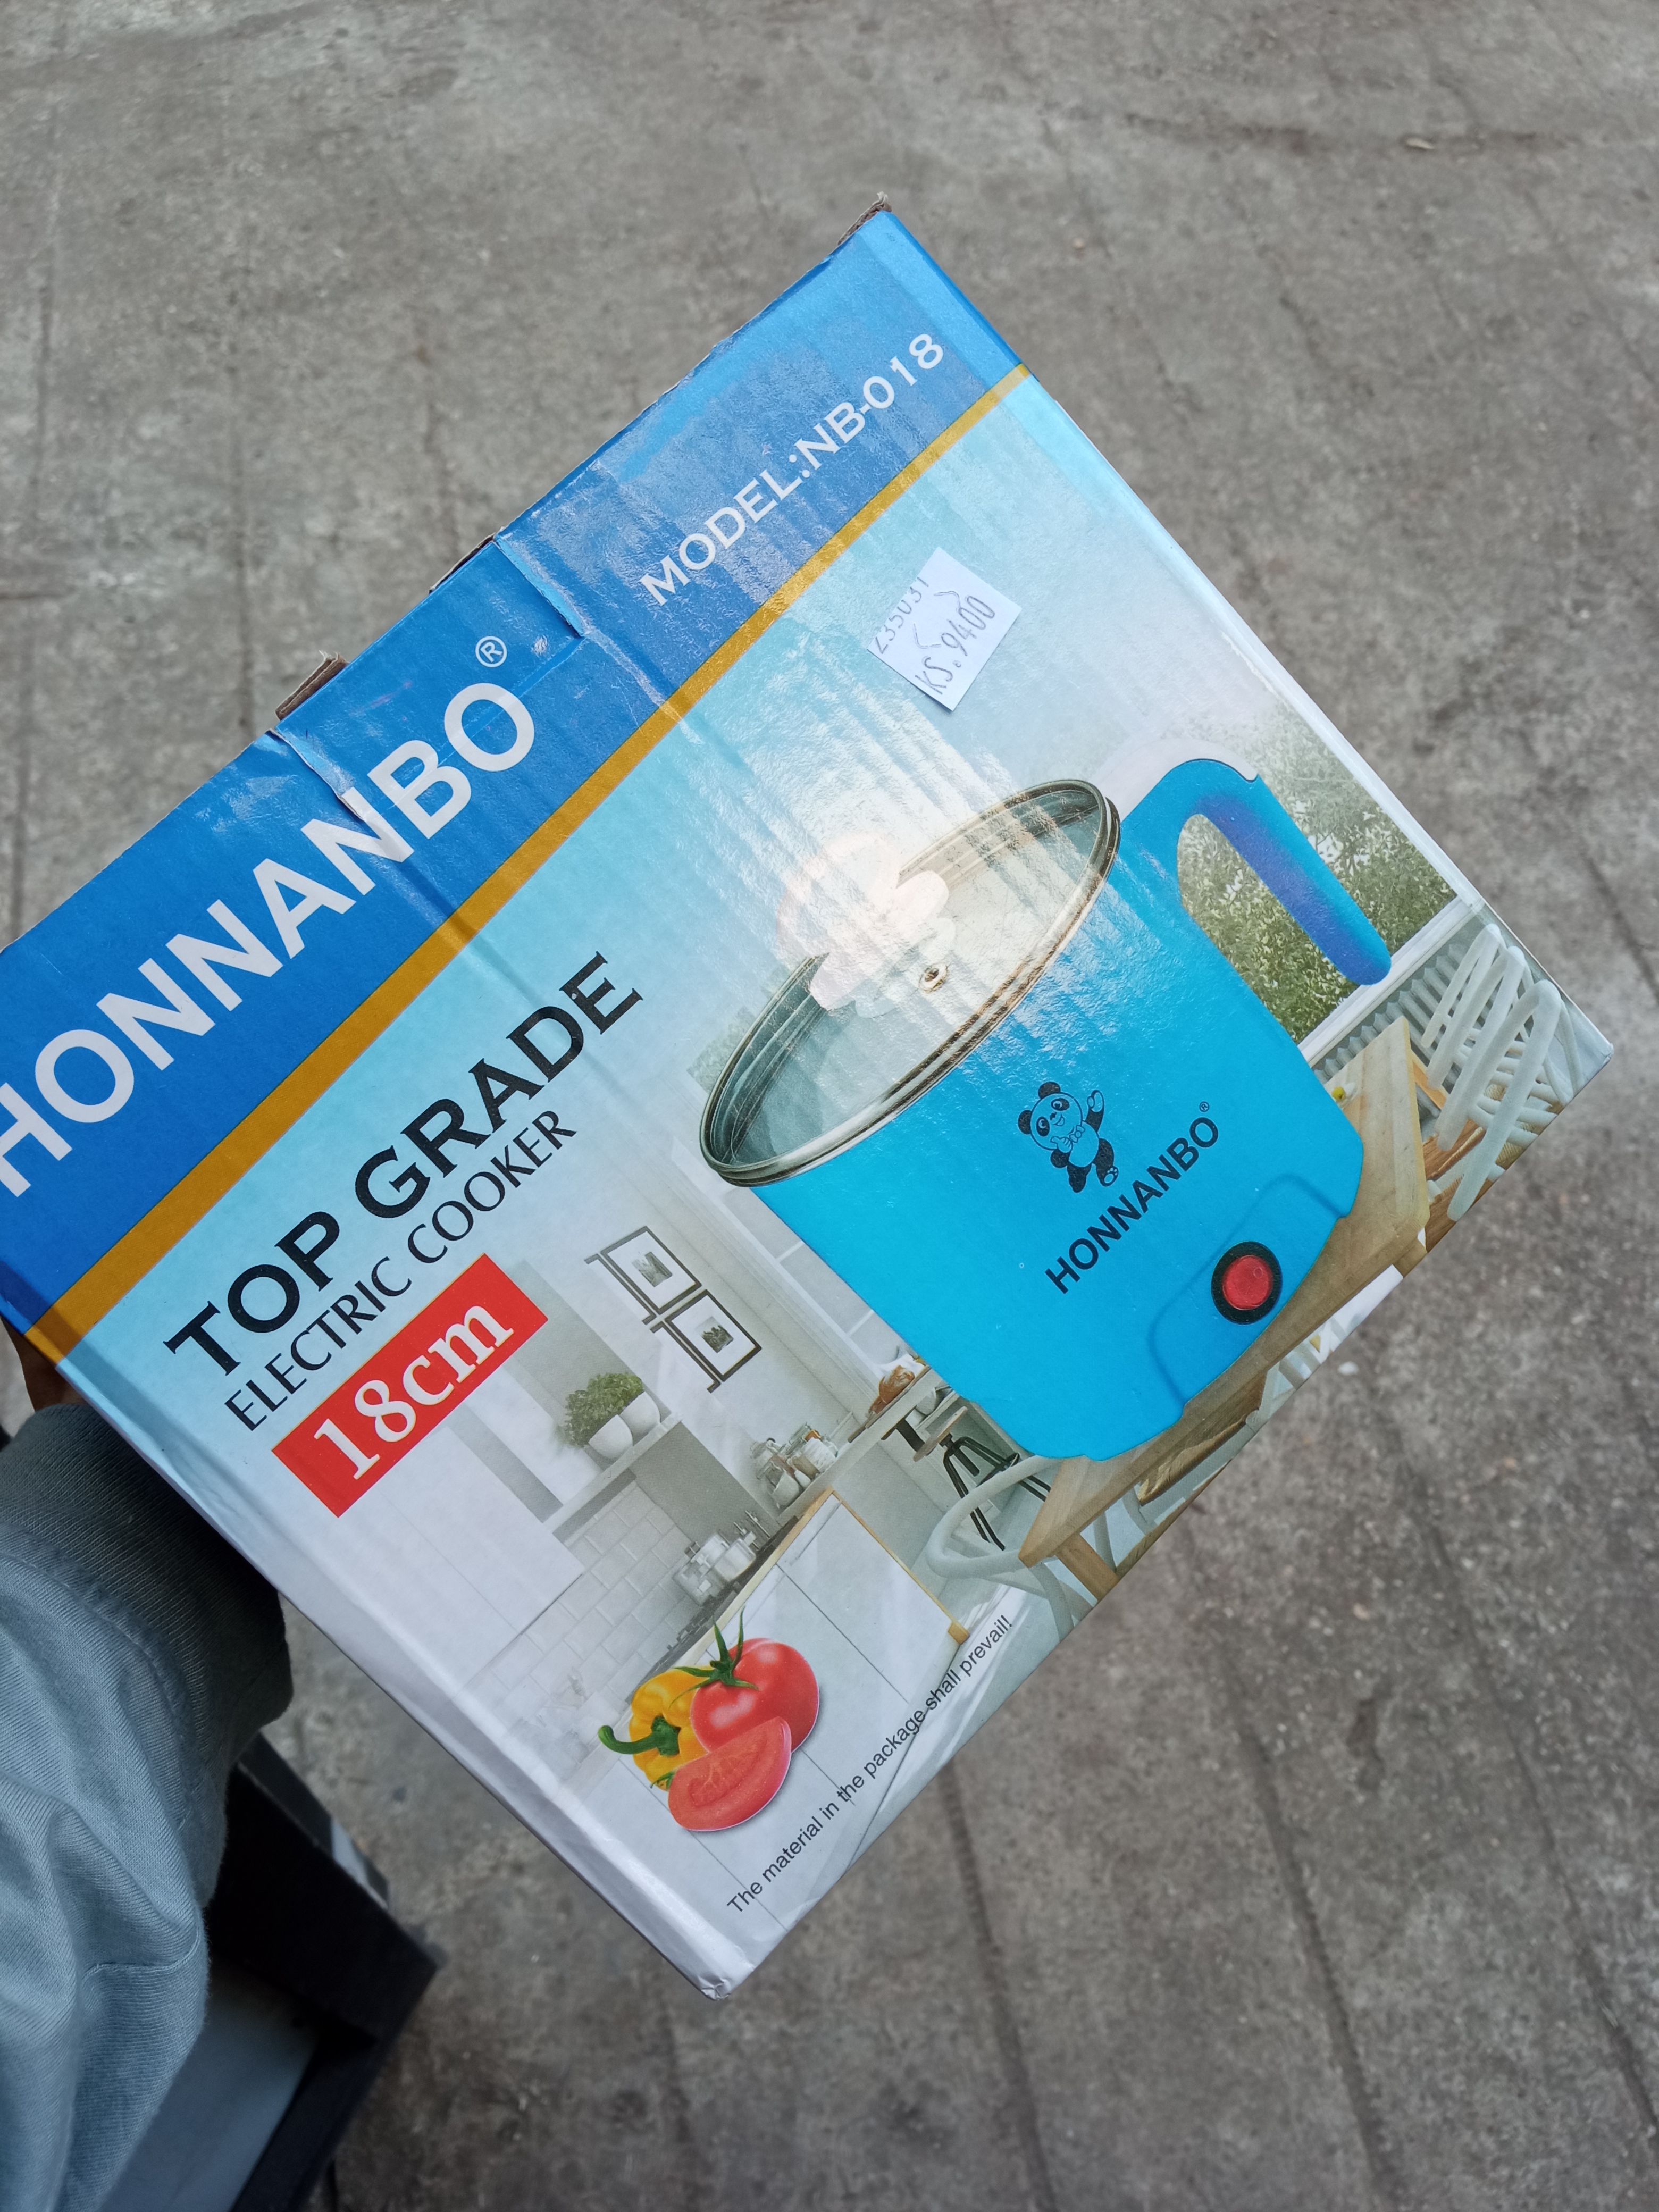 HONNANBO®
MODEL:NB-018
235031
KS.9400
TOP GRADE
ELECTRIC COOKER
18cm
HONNANBO®
The material in the package shall prevail!